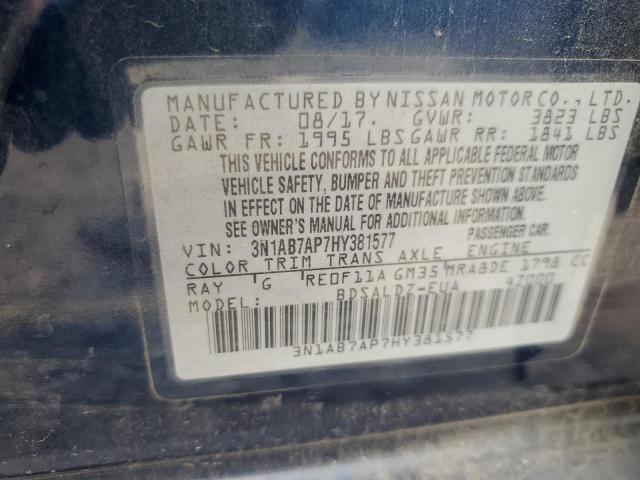 MANUFACTURED BY NISSAN MOTOR CO., LTD.
DATE: 08/17. GVWR: 3823 LBS
GAWR FR: 1995 LBS GAWR RR: 1841 LBS
THIS VEHICLE CONFORMS TO ALL APPLICABLE FEDERAL MOTOR
VEHICLE SAFETY, BUMPER AND THEFT PREVENTION STANDARDS
IN EFFECT ON THE DATE OF MANUFACTURE SHOWN ABOVE.
SEE OWNER'S MANUAL FOR ADDITIONAL INFORMATION.
VIN: 3N1AB7AP7HY381577 PASSENGER CAR.
COLOR TRIM TRANS AXLE ENGINE
RAY G RE0F11A GM35 MRA8DE 1798 CC
MODEL: BDSALDZ-EUA 4Z000
3N1AB7AP7HY381577